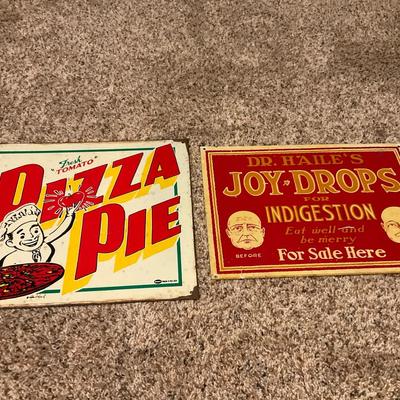 Fresh
"TOMATO"
PIZZA
PIE
DR. HAILE'S
JOY DROPS
FOR
INDIGESTION
Eat well and
be merry
BEFORE
For Sale Here